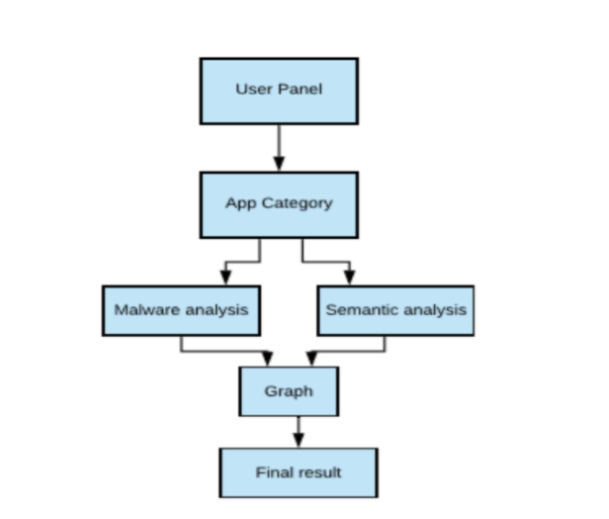 User Panel
App Category
Malware analysis
Semantic analysis
Graph
Final result